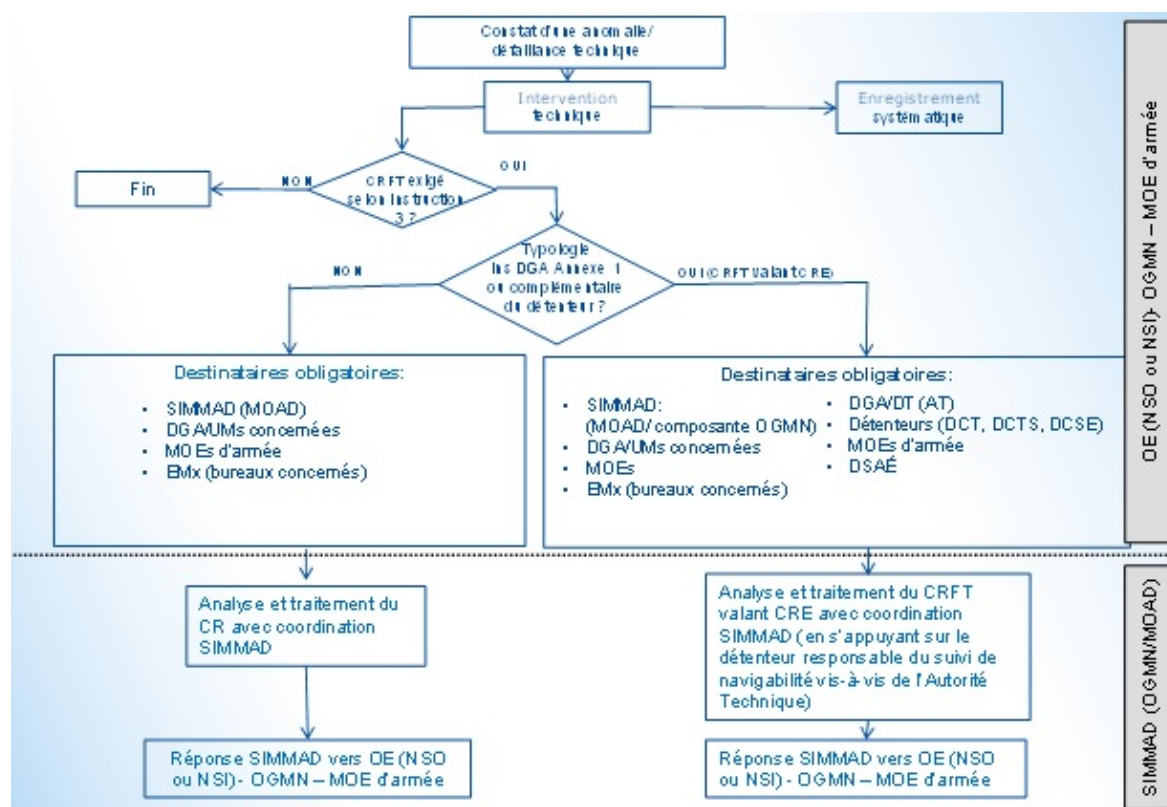 Constat d'une anomalie/
défaillance technique
Intervention
technique
Enregistrement
systématique
OUI
NON
Fin
CRFT exigé
selon Instruction
3 ?
Typologie
Ins DGA Annexe 1
ou complémentaire
du détenteur ?
NON
OUI (CRFT valant CRE)
Destinataires obligatoires:
• SIMMAD (MOAD)
• DGA/UMs concernées
• MOEs d'armée
• EMx (bureaux concernés)
Destinataires obligatoires:
• SIMMAD:
(MOAD/ composante OGMN)
• DGA/UMs concernées
• MOEs
• EMx (bureaux concernés)
• DGA/DT (AT)
• Détenteurs (DCT, DCTS, DCSE)
• MOEs d'armée
• DSAÉ
OE (NSO ou NSI)- OGMN – MOE d'armée
Analyse et traitement du
CR avec coordination
SIMMAD
Analyse et traitement du CRFT
valant CRE avec coordination
SIMMAD (en s'appuyant sur le
détenteur responsable du suivi de
navigabilité vis-à-vis de l'Autorité
Technique)
Réponse SIMMAD vers OE (NSO
ou NSI) - OGMN – MOE d'armée
Réponse SIMMAD vers OE (NSO
ou NSI) - OGMN – MOE d'armée
SIMMAD (OGMN/MOAD)